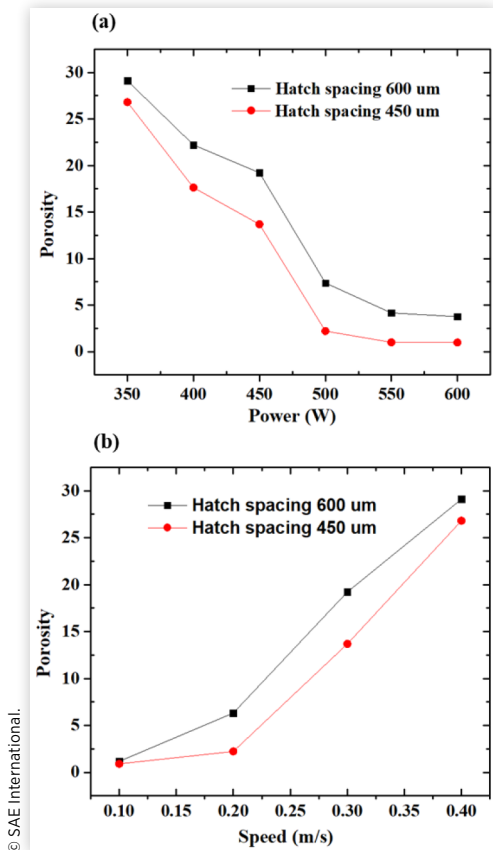 (a)
30
25
20
15
10
5
0
Porosity
Hatch spacing 600 um
Hatch spacing 450 um
350 400 450 500 550 600
Power (W)
(b)
30
25
20
15
10
5
0
Porosity
Hatch spacing 600 um
Hatch spacing 450 um
0.10 0.15 0.20 0.25 0.30 0.35 0.40
Speed (m/s)
© SAE International.